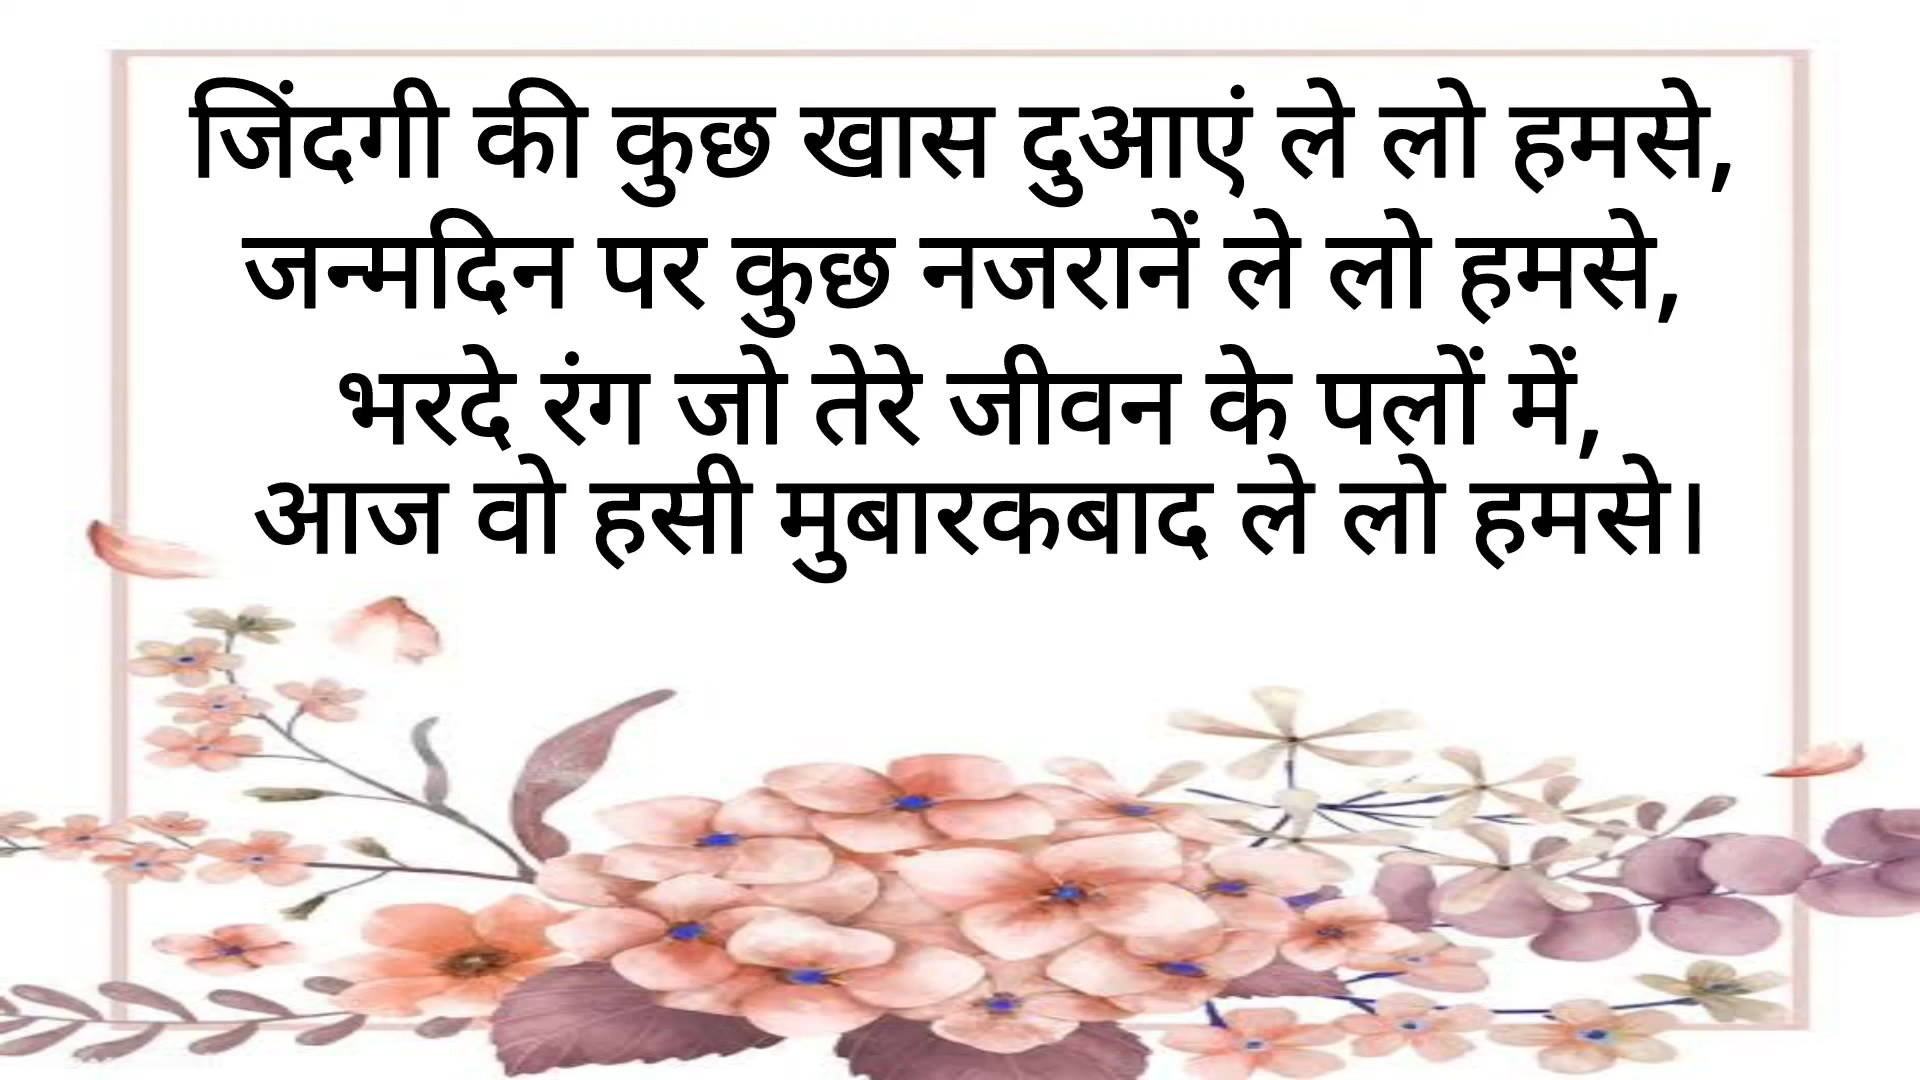 जिंदगी की कुछ खास दुआएं ले लो हमसे,
जन्मदिन पर कुछ नजरानें ले लो हमसे,
भरदे रंग जो तेरे जीवन के पलों में,
आज वो हसी मुबारकबाद ले लो हमसे।